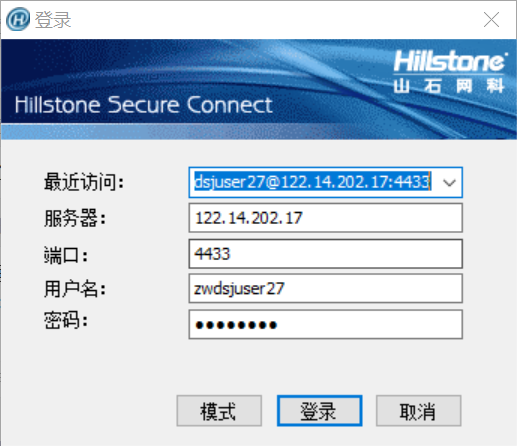 登录
Hillstone
山石网科
Hillstone Secure Connect
最近访问: dsjuser27@122.14.202.17:4433
服务器: 122.14.202.17
端口: 4433
用户名: zwdsjuser27
密码: ●●●●●●●●
模式 登录 取消